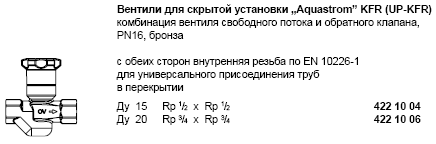 Вентили для скрытой установки „Aquastrom” KFR (UP-KFR)
комбинация вентиля свободного потока и обратного клапана,
PN16, бронза
с обеих сторон внутренняя резьба по EN 10226-1
для универсального присоединения труб
в перекрытии
Ду 15 Rp ½ x Rp ½ 422 10 04
Ду 20 Rp ¾ x Rp ¾ 422 10 06
OV